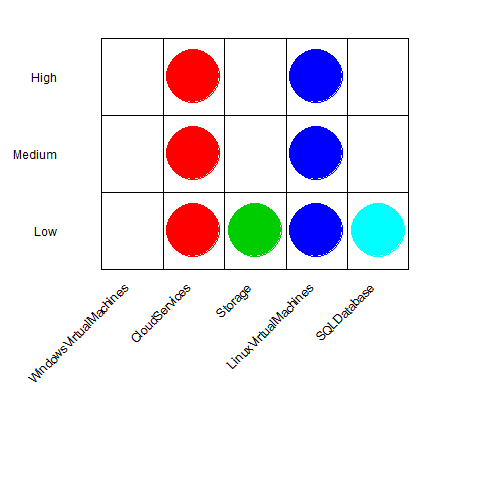 High
Medium
Low
WindowsVirtualMachines
CloudServices
Storage
LinuxVirtualMachines
SQLDatabase